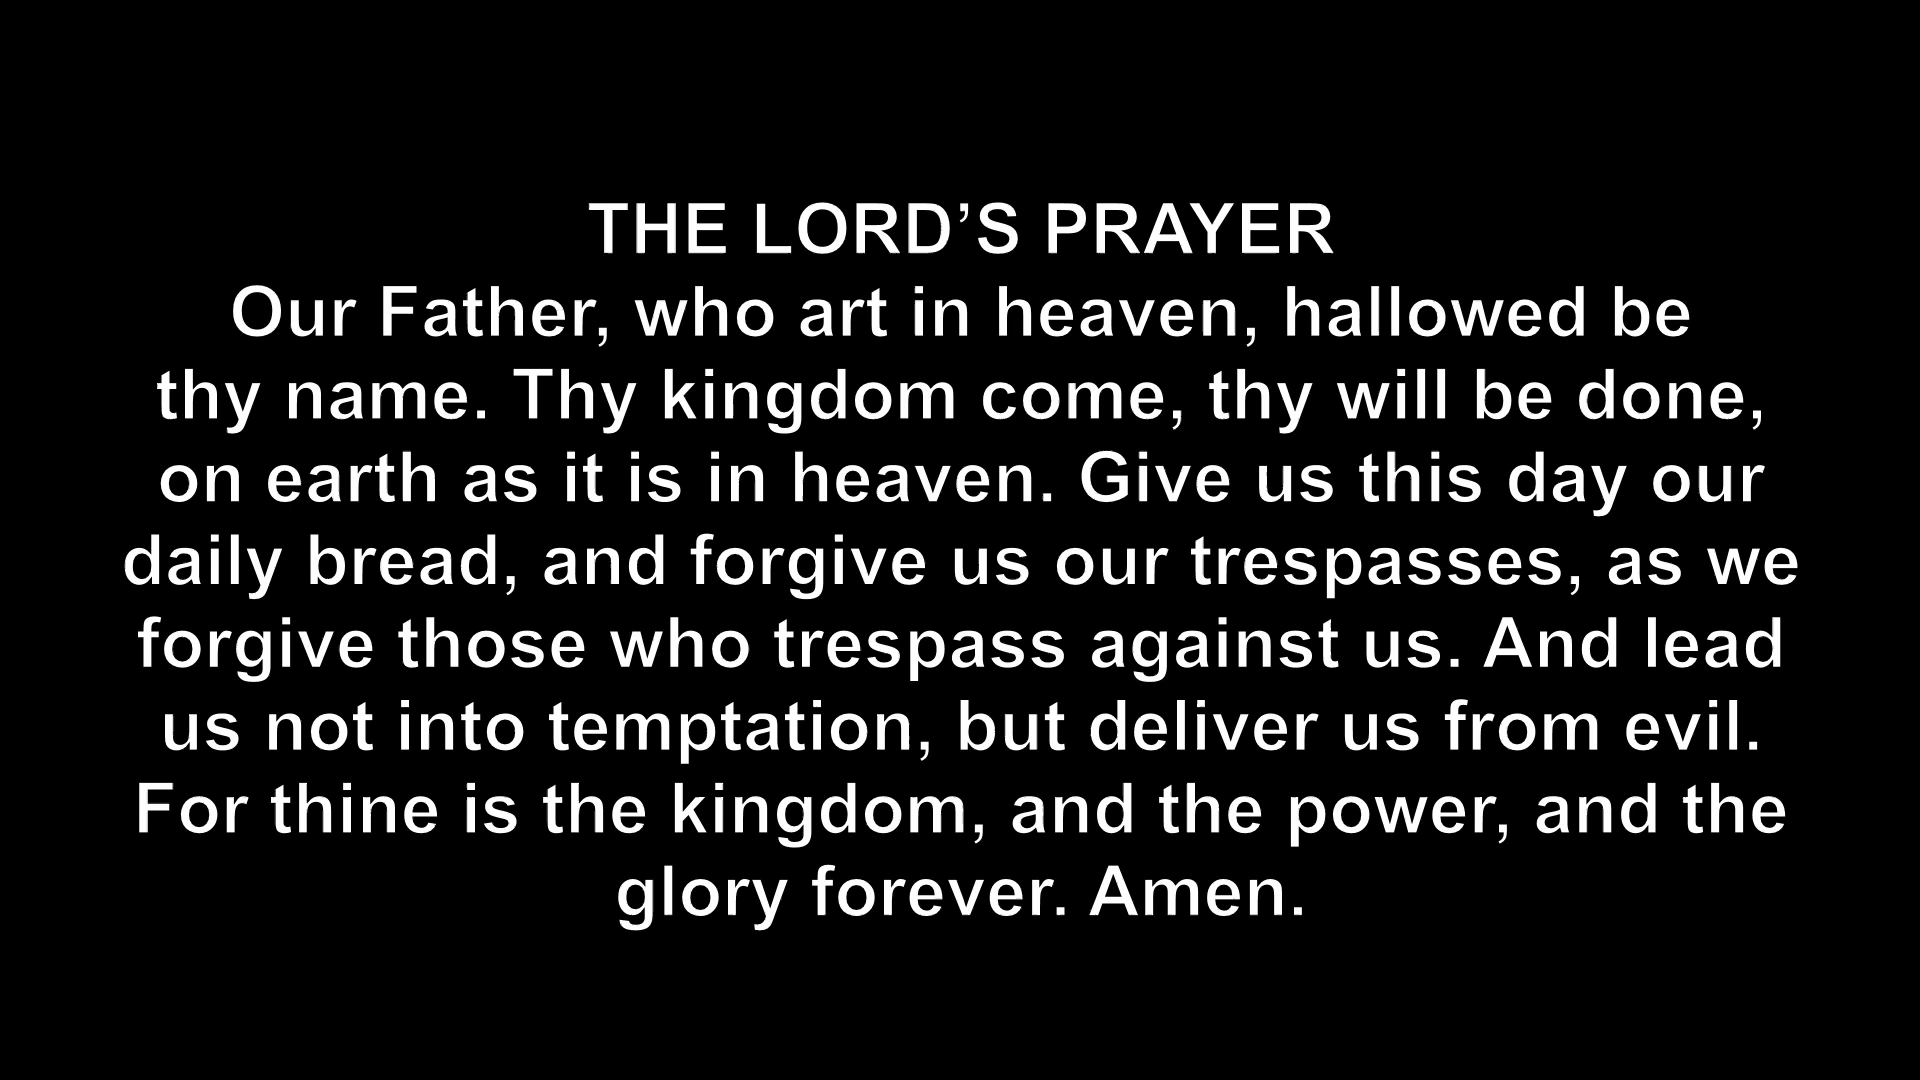 THE LORD’S PRAYER
Our Father, who art in heaven, hallowed be
thy name. Thy kingdom come, thy will be done,
on earth as it is in heaven. Give us this day our
daily bread, and forgive us our trespasses, as we
forgive those who trespass against us. And lead
us not into temptation, but deliver us from evil.
For thine is the kingdom, and the power, and the
glory forever. Amen.